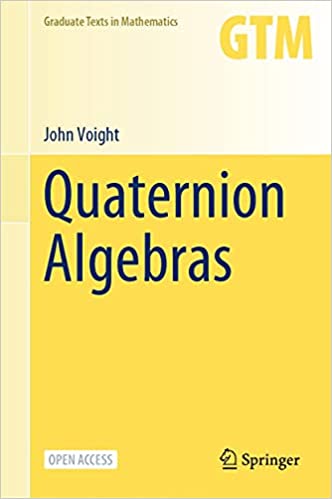 Graduate Texts in Mathematics
GTM
John Voight
Quaternion
Algebras
OPEN ACCESS
Springer